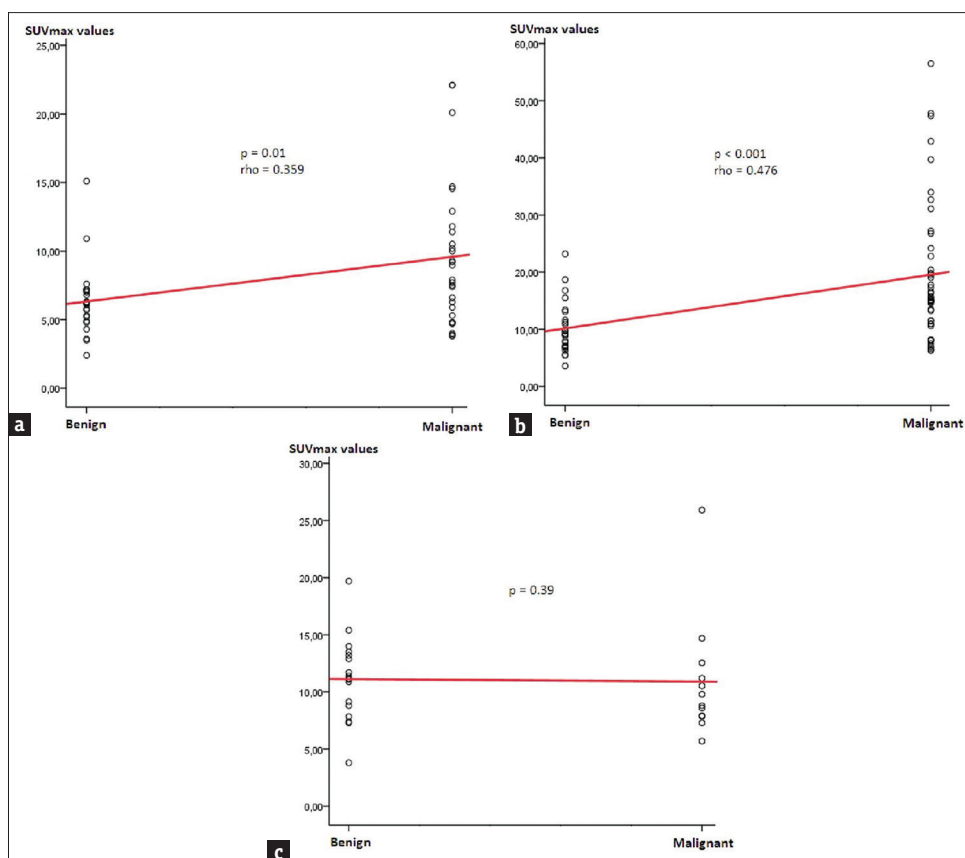 SUVmax values
25,00
20,00
15,00
10,00
5,00
0,00
p = 0.01
rho = 0.359
Benign
Malignant
a
SUVmax values
60,00
50,00
40,00
30,00
20,00
10,00
0,00
p < 0.001
rho = 0.476
Benign
Malignant
b
SUVmax values
30,00
25,00
20,00
15,00
10,00
5,00
0,00
p = 0.39
Benign
Malignant
c